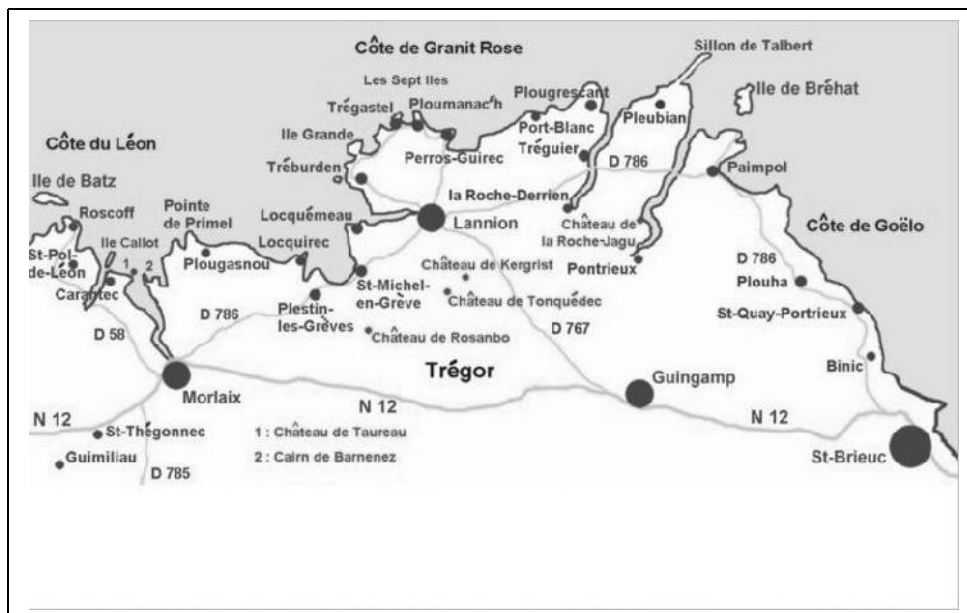 Sillon de Talbert
Côte de Granit Rose
Les Sept Iles
Ile de Bréhat
Plougrescant
Trégastel
Ploumanac'h
Pleubian
Port-Blanc
Ile Grande
Côte du Léon
Perros-Guirec
Tréguier
D 786
Paimpol
Tréburden
Ile de Batz
la Roche-Derrien
Roscoff
Pointe
de Primel
Locquémeau
Lannion
Château de
la Roche-Jagu
Côte de Goëlo
Ile Callot
Locquirec
St-Pol-
de-Léon
1
2
Plougasnou
Château de Kergrist
Pontrieux
D 786
Carantec
St-Michel-
en-Grève
Plouha
Plestin-
les-Grèves
Château de Tonquédec
St-Quay-Portrieux
D 786
D 58
Château de Rosanbo
D 767
Trégor
Binic
Guingamp
Morlaix
N 12
N 12
N 12
St-Thégonnec
1 : Château de Taureau
Guimiliau
2 : Cairn de Barnenez
St-Brieuc
D 785